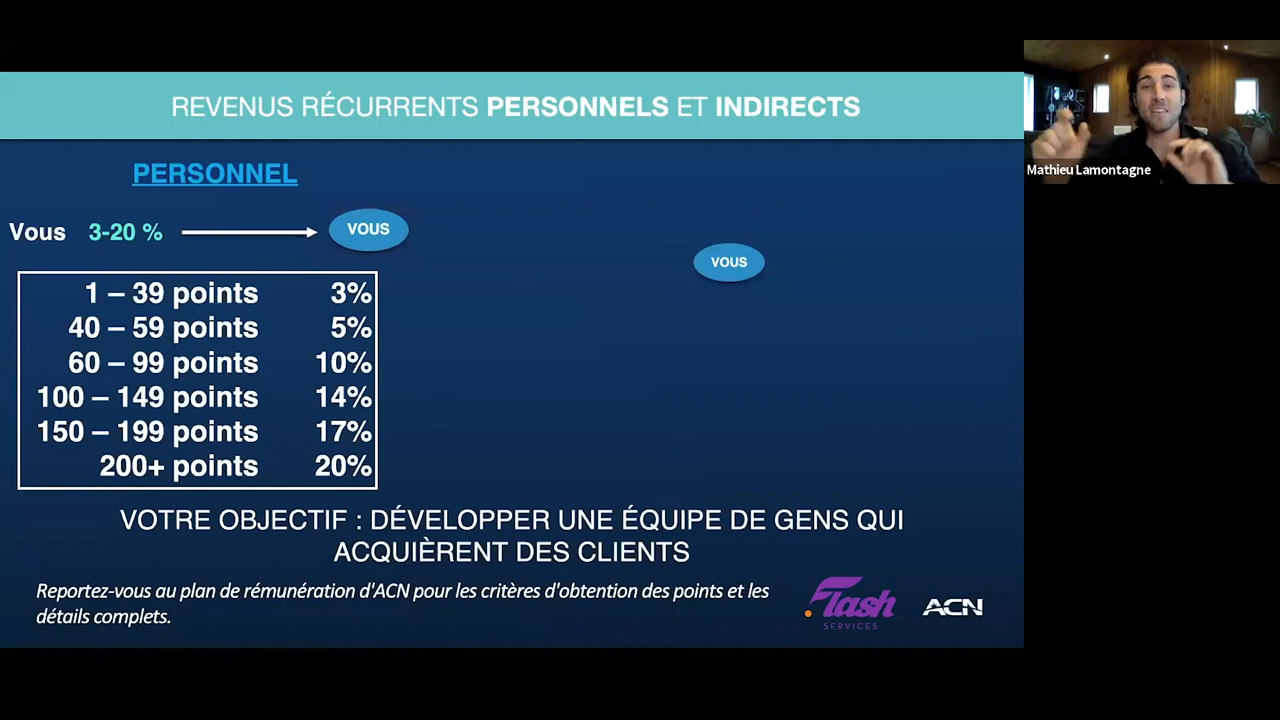 REVENUS RÉCURRENTS PERSONNELS ET INDIRECTS
Mathieu Lamontagne
PERSONNEL
Vous 3-20 % VOUS
VOUS
1 – 39 points 3%
40 – 59 points 5%
60 – 99 points 10%
100 – 149 points 14%
150 – 199 points 17%
200+ points 20%
VOTRE OBJECTIF : DÉVELOPPER UNE ÉQUIPE DE GENS QUI
ACQUIÈRENT DES CLIENTS
Reportez-vous au plan de rémunération d'ACN pour les critères d'obtention des points et les
détails complets.
Flash
SERVICES
ACN